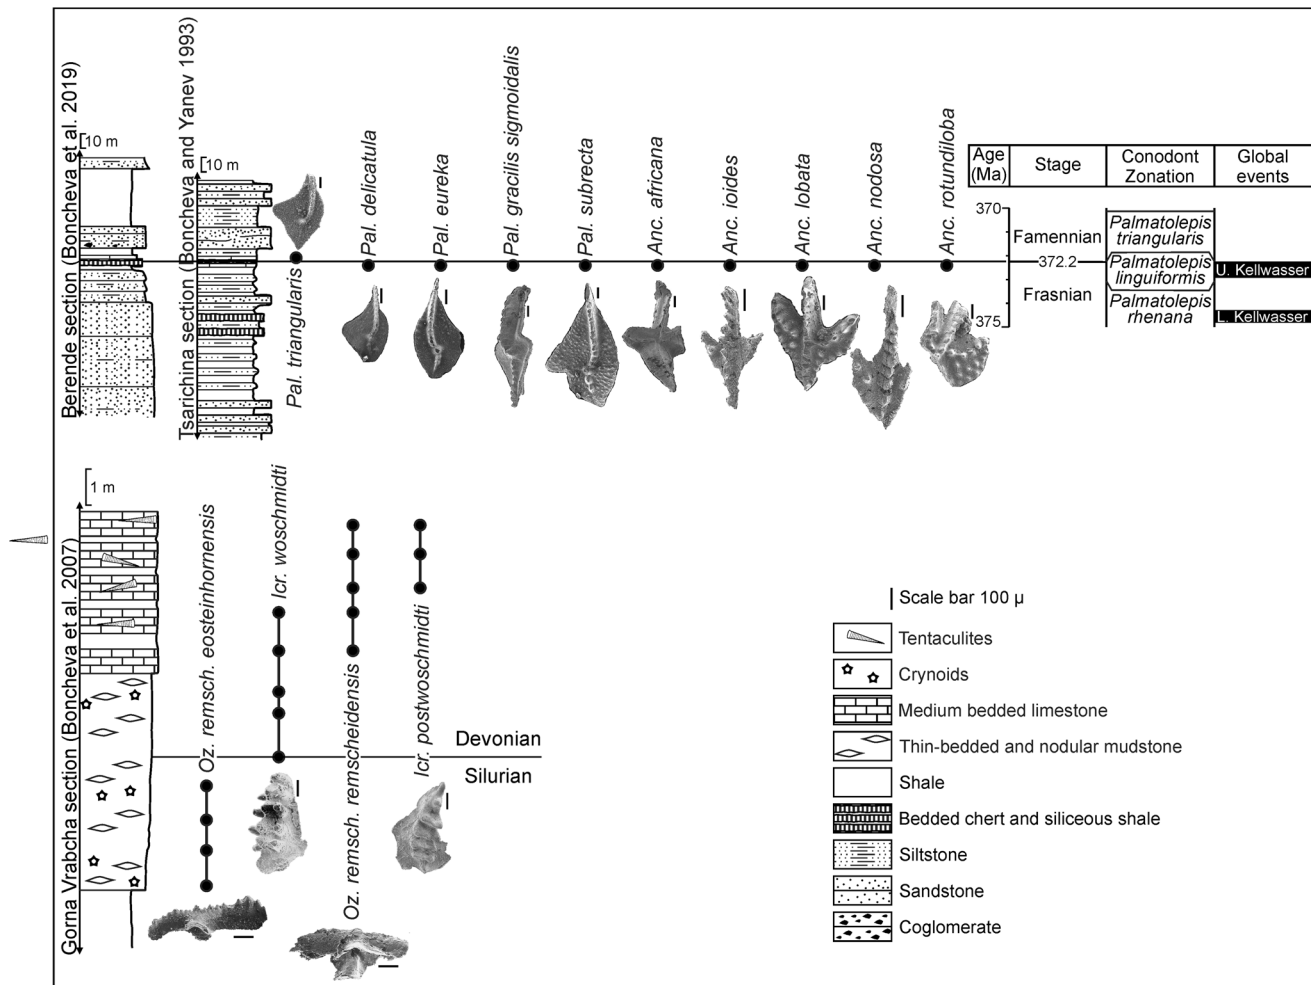 Berende section (Boncheva et al. 2019)
10 m
Tsarichina section (Boncheva and Yanev 1993)
10 m
Pal. triangularis
Pal. delicatula
Pal. eureka
Pal. gracilis sigmoidalis
Pal. subrecta
Anc. africana
Anc. ioides
Anc. lobata
Anc. nodosa
Anc. rotundiloba
Age (Ma)
Stage
Conodont Zonation
Global events
370
Famennian
Palmatolepis triangularis
372.2
Palmatolepis linguiformis
U. Kellwasser
Frasnian
Palmatolepis rhenana
L. Kellwasser
375
Gorna Vrabcha section (Boncheva et al. 2007)
1 m
Oz. remsch. eosteinhornensis
Icr. woschmidti
Oz. remsch. remscheidensis
Icr. postwoschmidti
Devonian
Silurian
Scale bar 100 µ
Tentaculites
Crynoids
Medium bedded limestone
Thin-bedded and nodular mudstone
Shale
Bedded chert and siliceous shale
Siltstone
Sandstone
Coglomerate